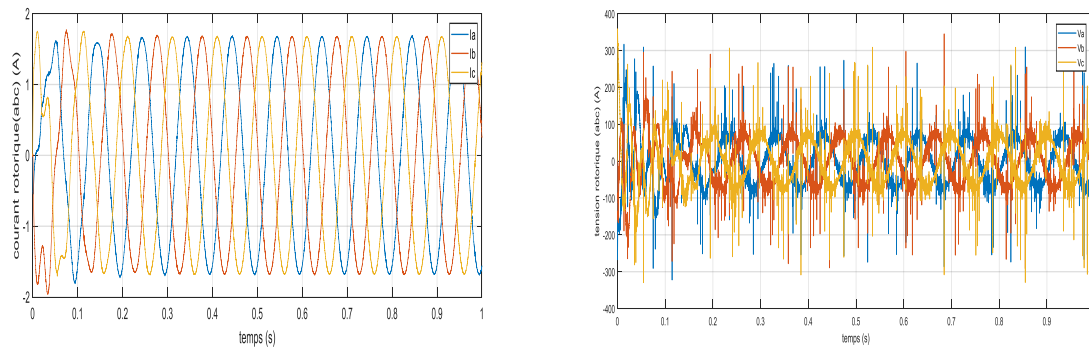 courant rotorique(abc) (A)
2
1
0
-1
-2
0 0.1 0.2 0.3 0.4 0.5 0.6 0.7 0.8 0.9 1
temps (s)
Ia
Ib
Ic
tension rotorique (abc) (A)
400
300
200
100
0
-100
-200
-300
-400
0 0.1 0.2 0.3 0.4 0.5 0.6 0.7 0.8 0.9
temps (s)
Va
Vb
Vc